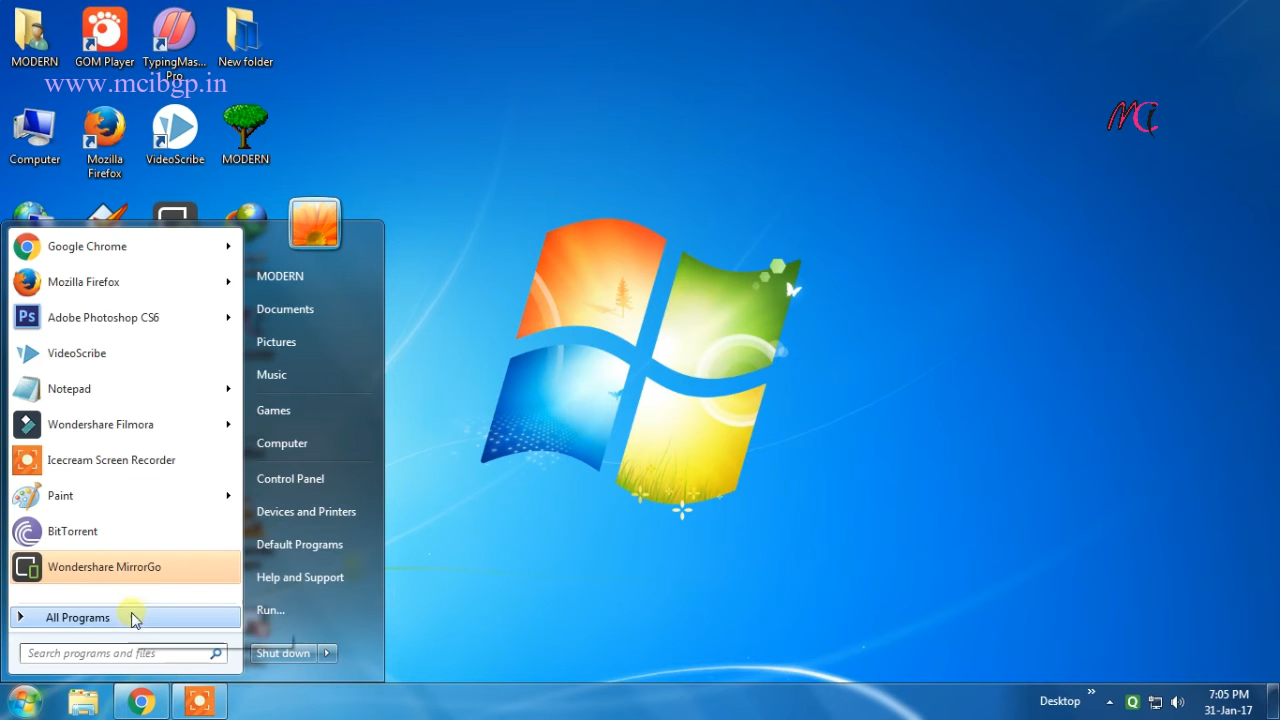 MODERN
GOM Player
TypingMas...
Pro
New folder
www.mcibgp.in
Computer
Mozilla
Firefox
VideoScribe
MODERN
MC
Google Chrome
Mozilla Firefox
Ps
Adobe Photoshop CS6
VideoScribe
Notepad
Wondershare Filmora
Icecream Screen Recorder
Paint
BitTorrent
Wondershare MirrorGo
All Programs
Search programs and files
MODERN
Documents
Pictures
Music
Games
Computer
Control Panel
Devices and Printers
Default Programs
Help and Support
Run...
Shut down
Desktop
Q
7:05 PM
31-Jan-17